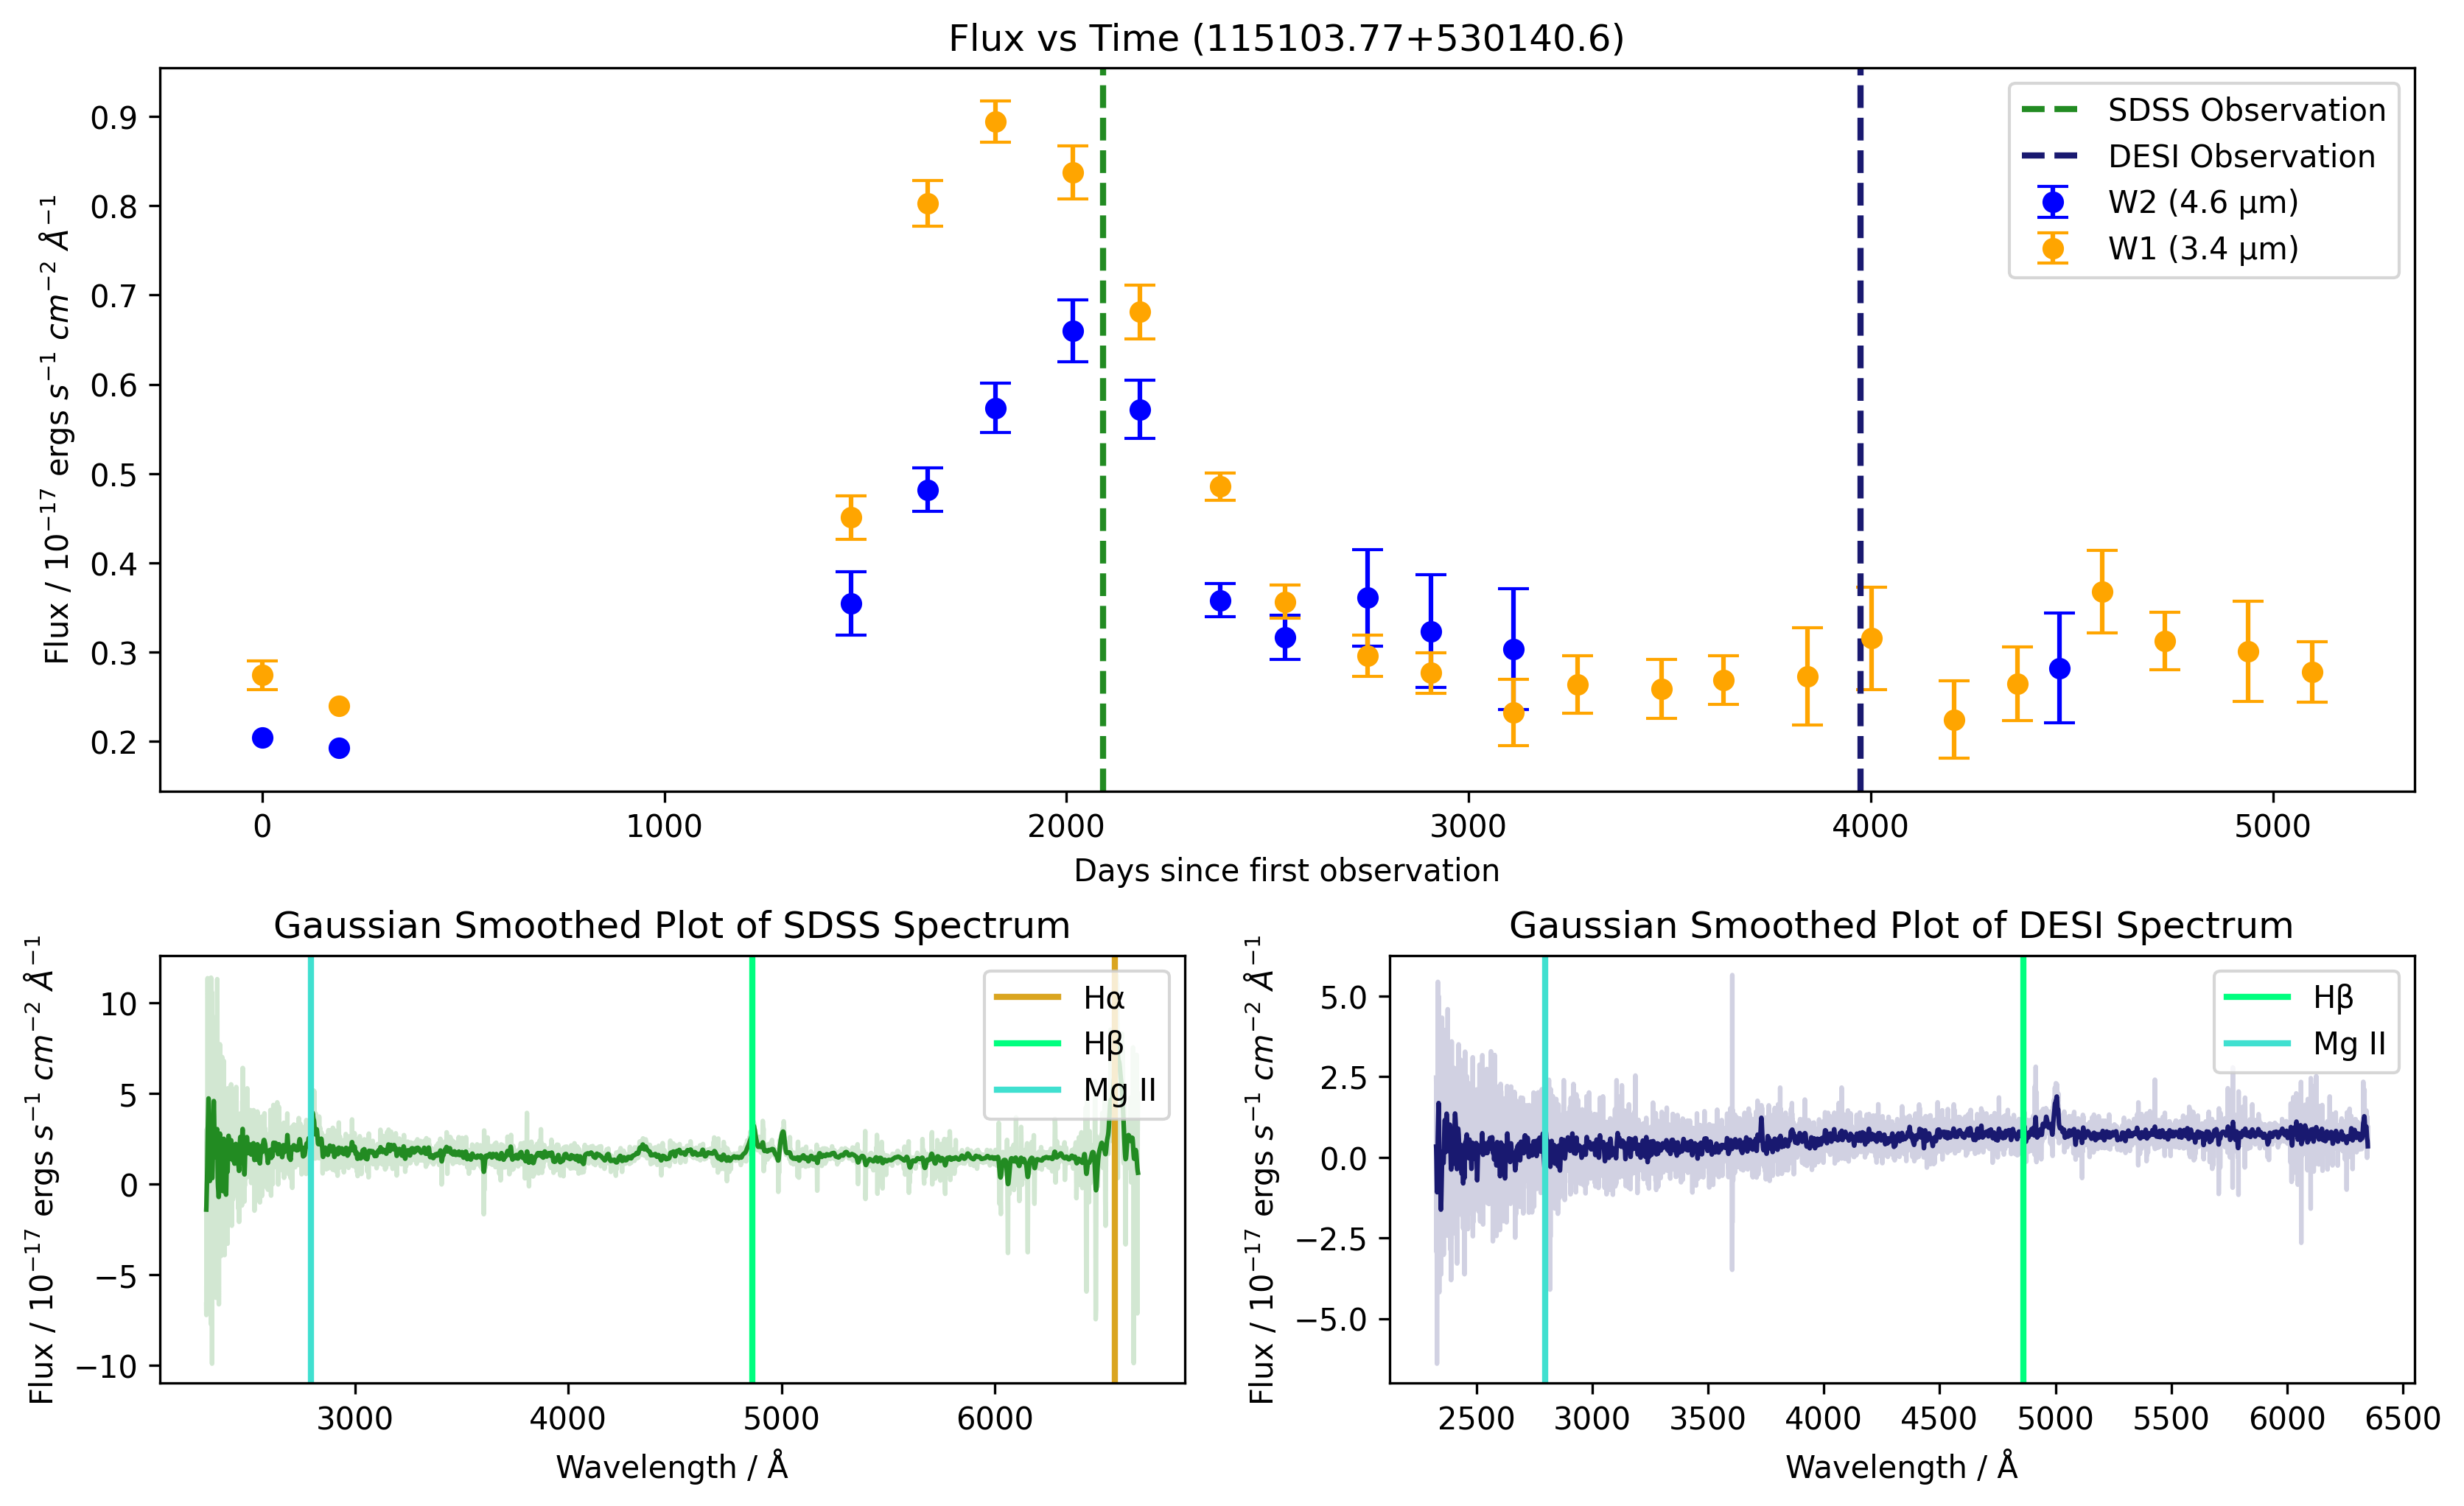 Flux vs Time (115103.77+530140.6)
Flux / 10⁻¹⁷ ergs s⁻¹ cm⁻² Å⁻¹
0.9
0.8
0.7
0.6
0.5
0.4
0.3
0.2
SDSS Observation
DESI Observation
W2 (4.6 μm)
W1 (3.4 μm)
0 1000 2000 3000 4000 5000
Days since first observation
Gaussian Smoothed Plot of SDSS Spectrum
Flux / 10⁻¹⁷ ergs s⁻¹ cm⁻² Å⁻¹
10
5
0
−5
−10
Hα
Hβ
Mg II
3000 4000 5000 6000
Wavelength / Å
Gaussian Smoothed Plot of DESI Spectrum
Flux / 10⁻¹⁷ ergs s⁻¹ cm⁻² Å⁻¹
5.0
2.5
0.0
−2.5
−5.0
Hβ
Mg II
2500 3000 3500 4000 4500 5000 5500 6000 6500
Wavelength / Å